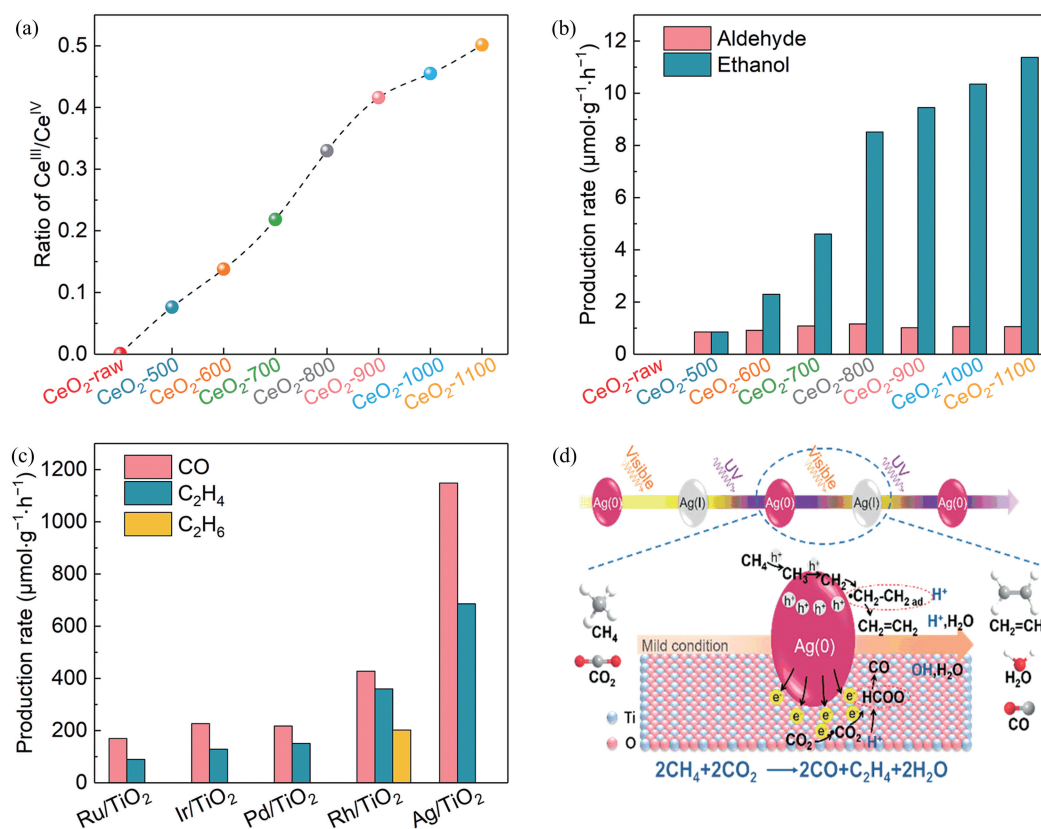 (a)
0.5
0.4
0.3
0.2
0.1
0.0
Ratio of Ce^III/Ce^IV
CeO₂-raw
CeO₂-500
CeO₂-600
CeO₂-700
CeO₂-800
CeO₂-900
CeO₂-1000
CeO₂-1100
(b)
Aldehyde
Ethanol
12
10
8
6
4
2
0
Production rate (μmol·g⁻¹·h⁻¹)
CeO₂-raw
CeO₂-500
CeO₂-600
CeO₂-700
CeO₂-800
CeO₂-900
CeO₂-1000
CeO₂-1100
(c)
CO
C₂H₄
C₂H₆
1200
1000
800
600
400
200
0
Production rate (μmol·g⁻¹·h⁻¹)
Ru/TiO₂
Ir/TiO₂
Pd/TiO₂
Rh/TiO₂
Ag/TiO₂
(d)
Visible
UV
Visible
UV
Ag(0)
Ag(I)
Ag(0)
Ag(I)
Ag(0)
CH₄
h⁺
CH₃
h⁺
CH₂
•CH₂-CH₂ ad
H⁺
h⁺ h⁺ h⁺ h⁺
CH₂=CH₂
H⁺,H₂O
CH₄
CO₂
Mild condition
Ag(0)
CO
OH,H₂O
HCOO
e⁻
e⁻
e⁻
e⁻
e⁻
e⁻
CO₂
•CO₂
H⁺
Ti
O
CH₂=CH
H₂O
CO
2CH₄+2CO₂ → 2CO+C₂H₄+2H₂O